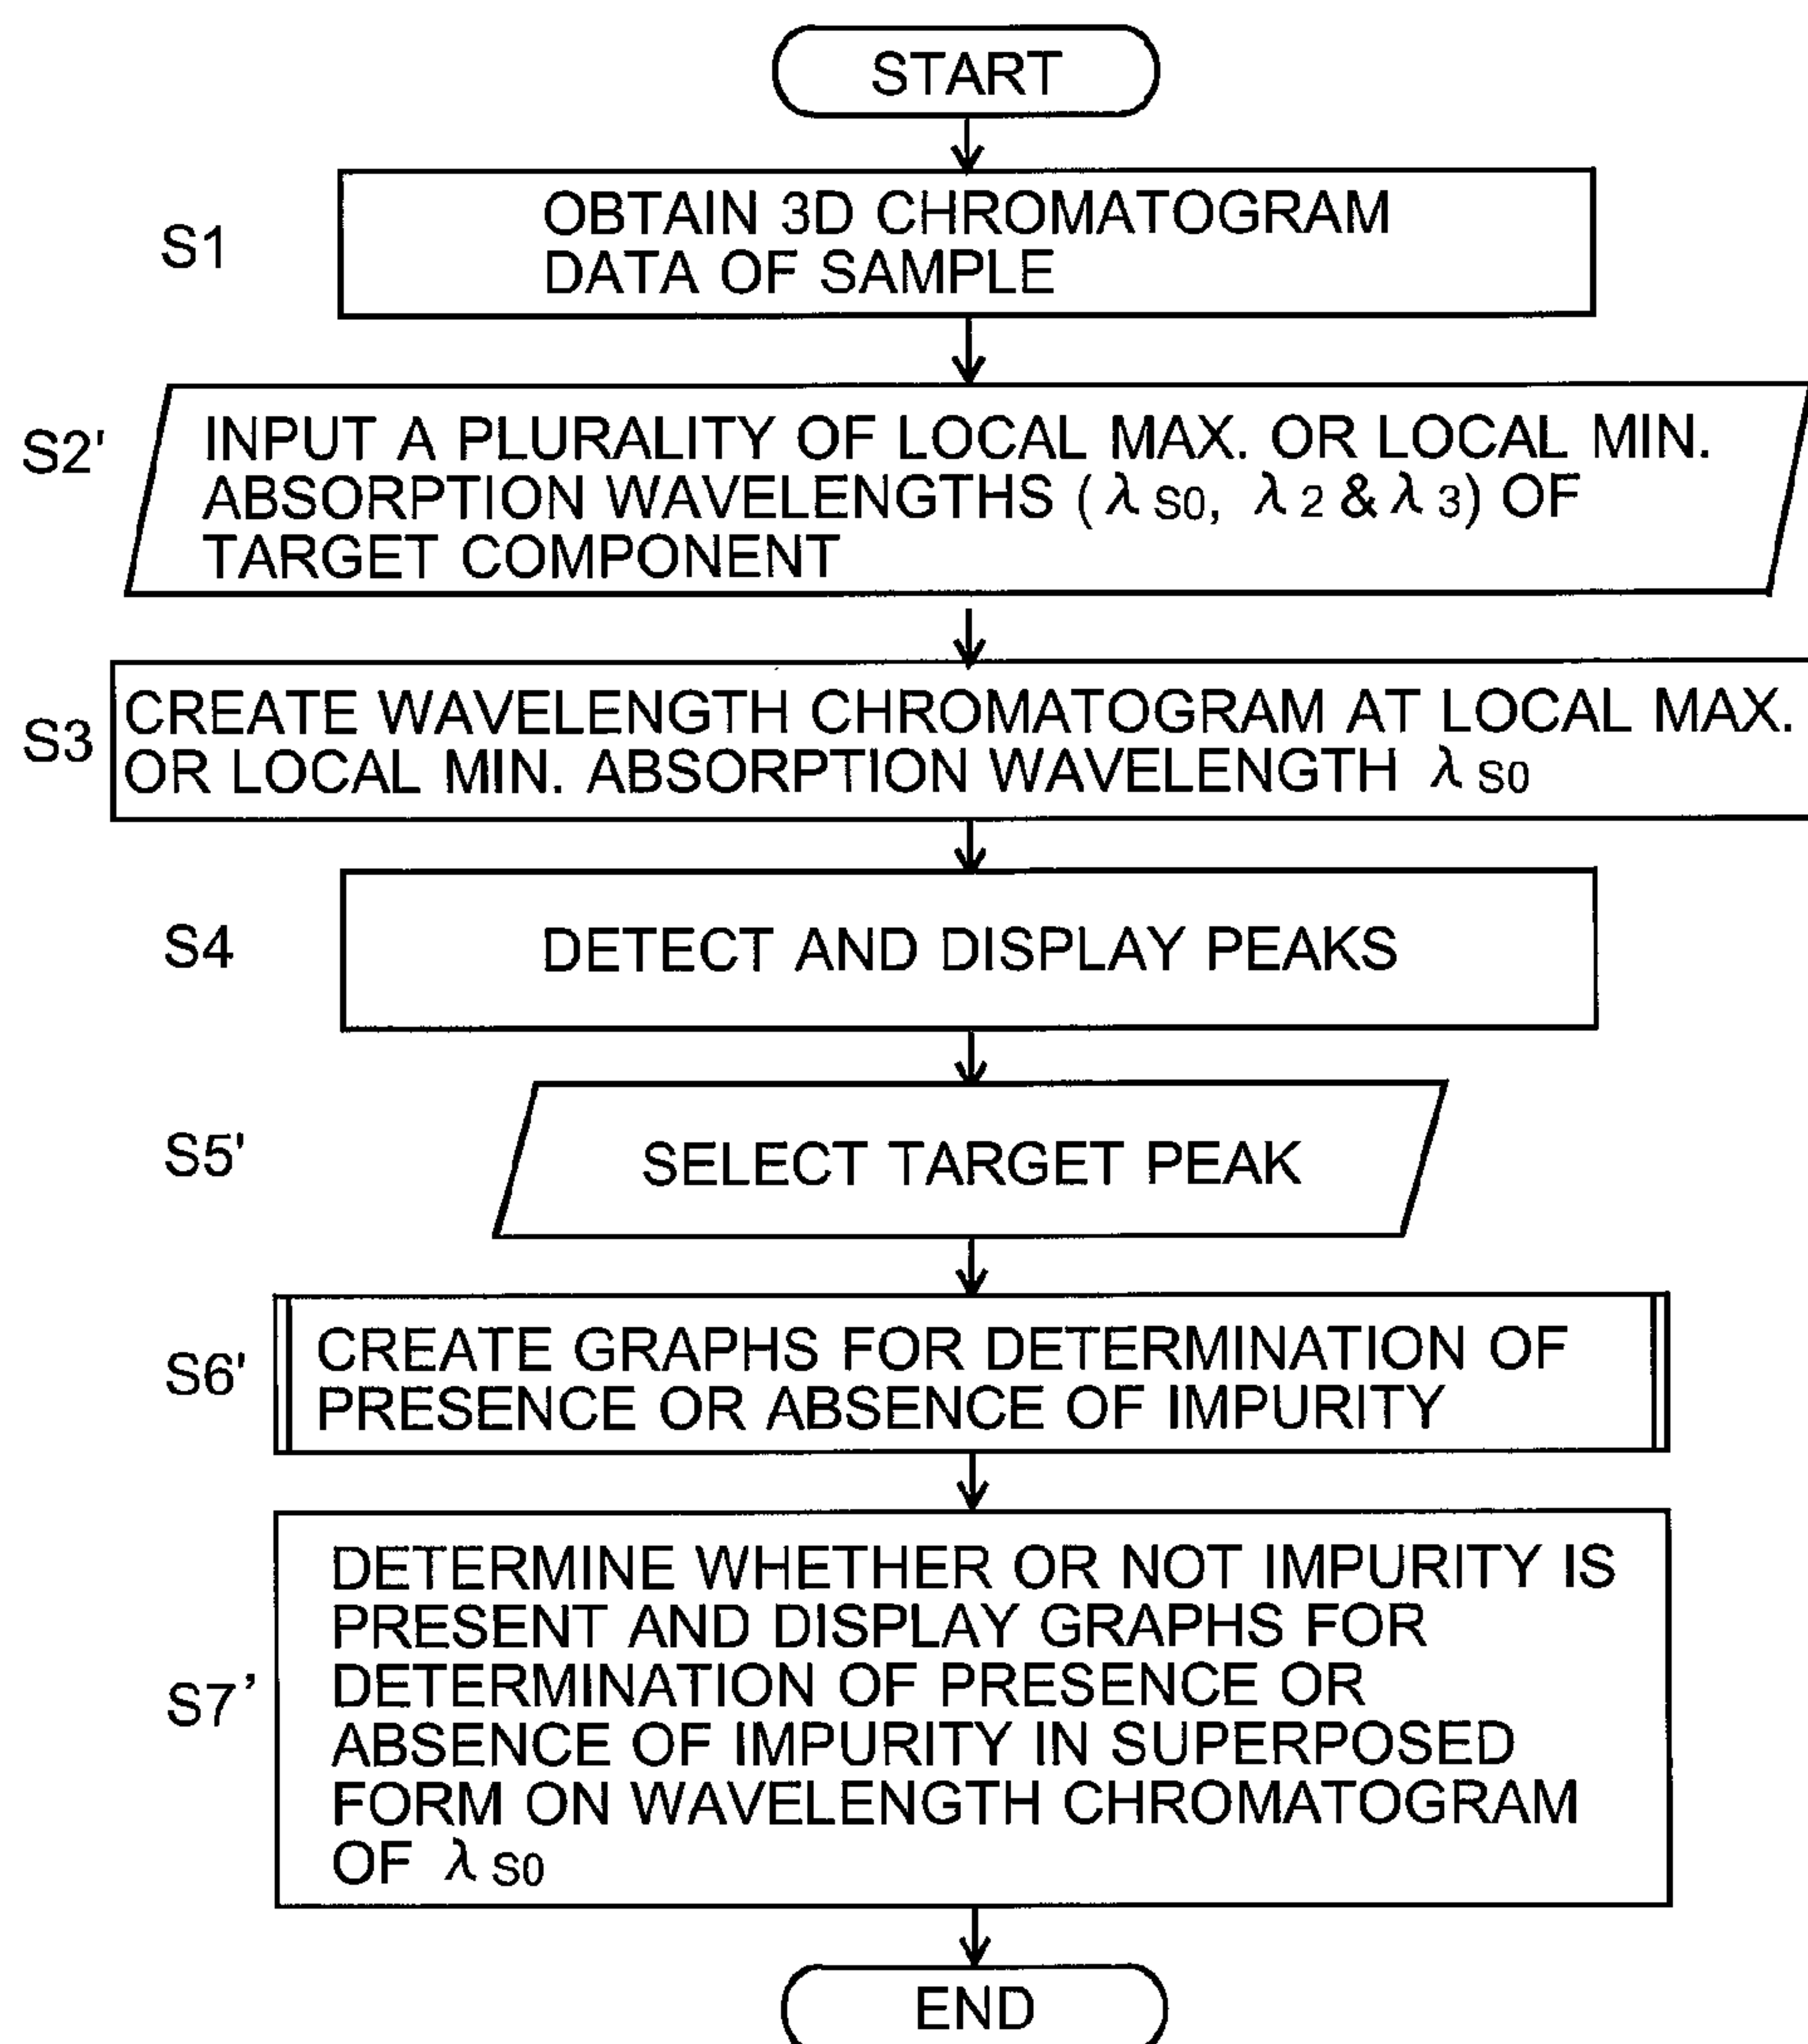 START
S1
OBTAIN 3D CHROMATOGRAM
DATA OF SAMPLE
S2'
INPUT A PLURALITY OF LOCAL MAX. OR LOCAL MIN.
ABSORPTION WAVELENGTHS (λS0, λ2 & λ3) OF
TARGET COMPONENT
S3
CREATE WAVELENGTH CHROMATOGRAM AT LOCAL MAX.
OR LOCAL MIN. ABSORPTION WAVELENGTH λS0
S4
DETECT AND DISPLAY PEAKS
S5'
SELECT TARGET PEAK
S6'
CREATE GRAPHS FOR DETERMINATION OF
PRESENCE OR ABSENCE OF IMPURITY
S7’
DETERMINE WHETHER OR NOT IMPURITY IS
PRESENT AND DISPLAY GRAPHS FOR
DETERMINATION OF PRESENCE OR
ABSENCE OF IMPURITY IN SUPERPOSED
FORM ON WAVELENGTH CHROMATOGRAM
OF λS0
END